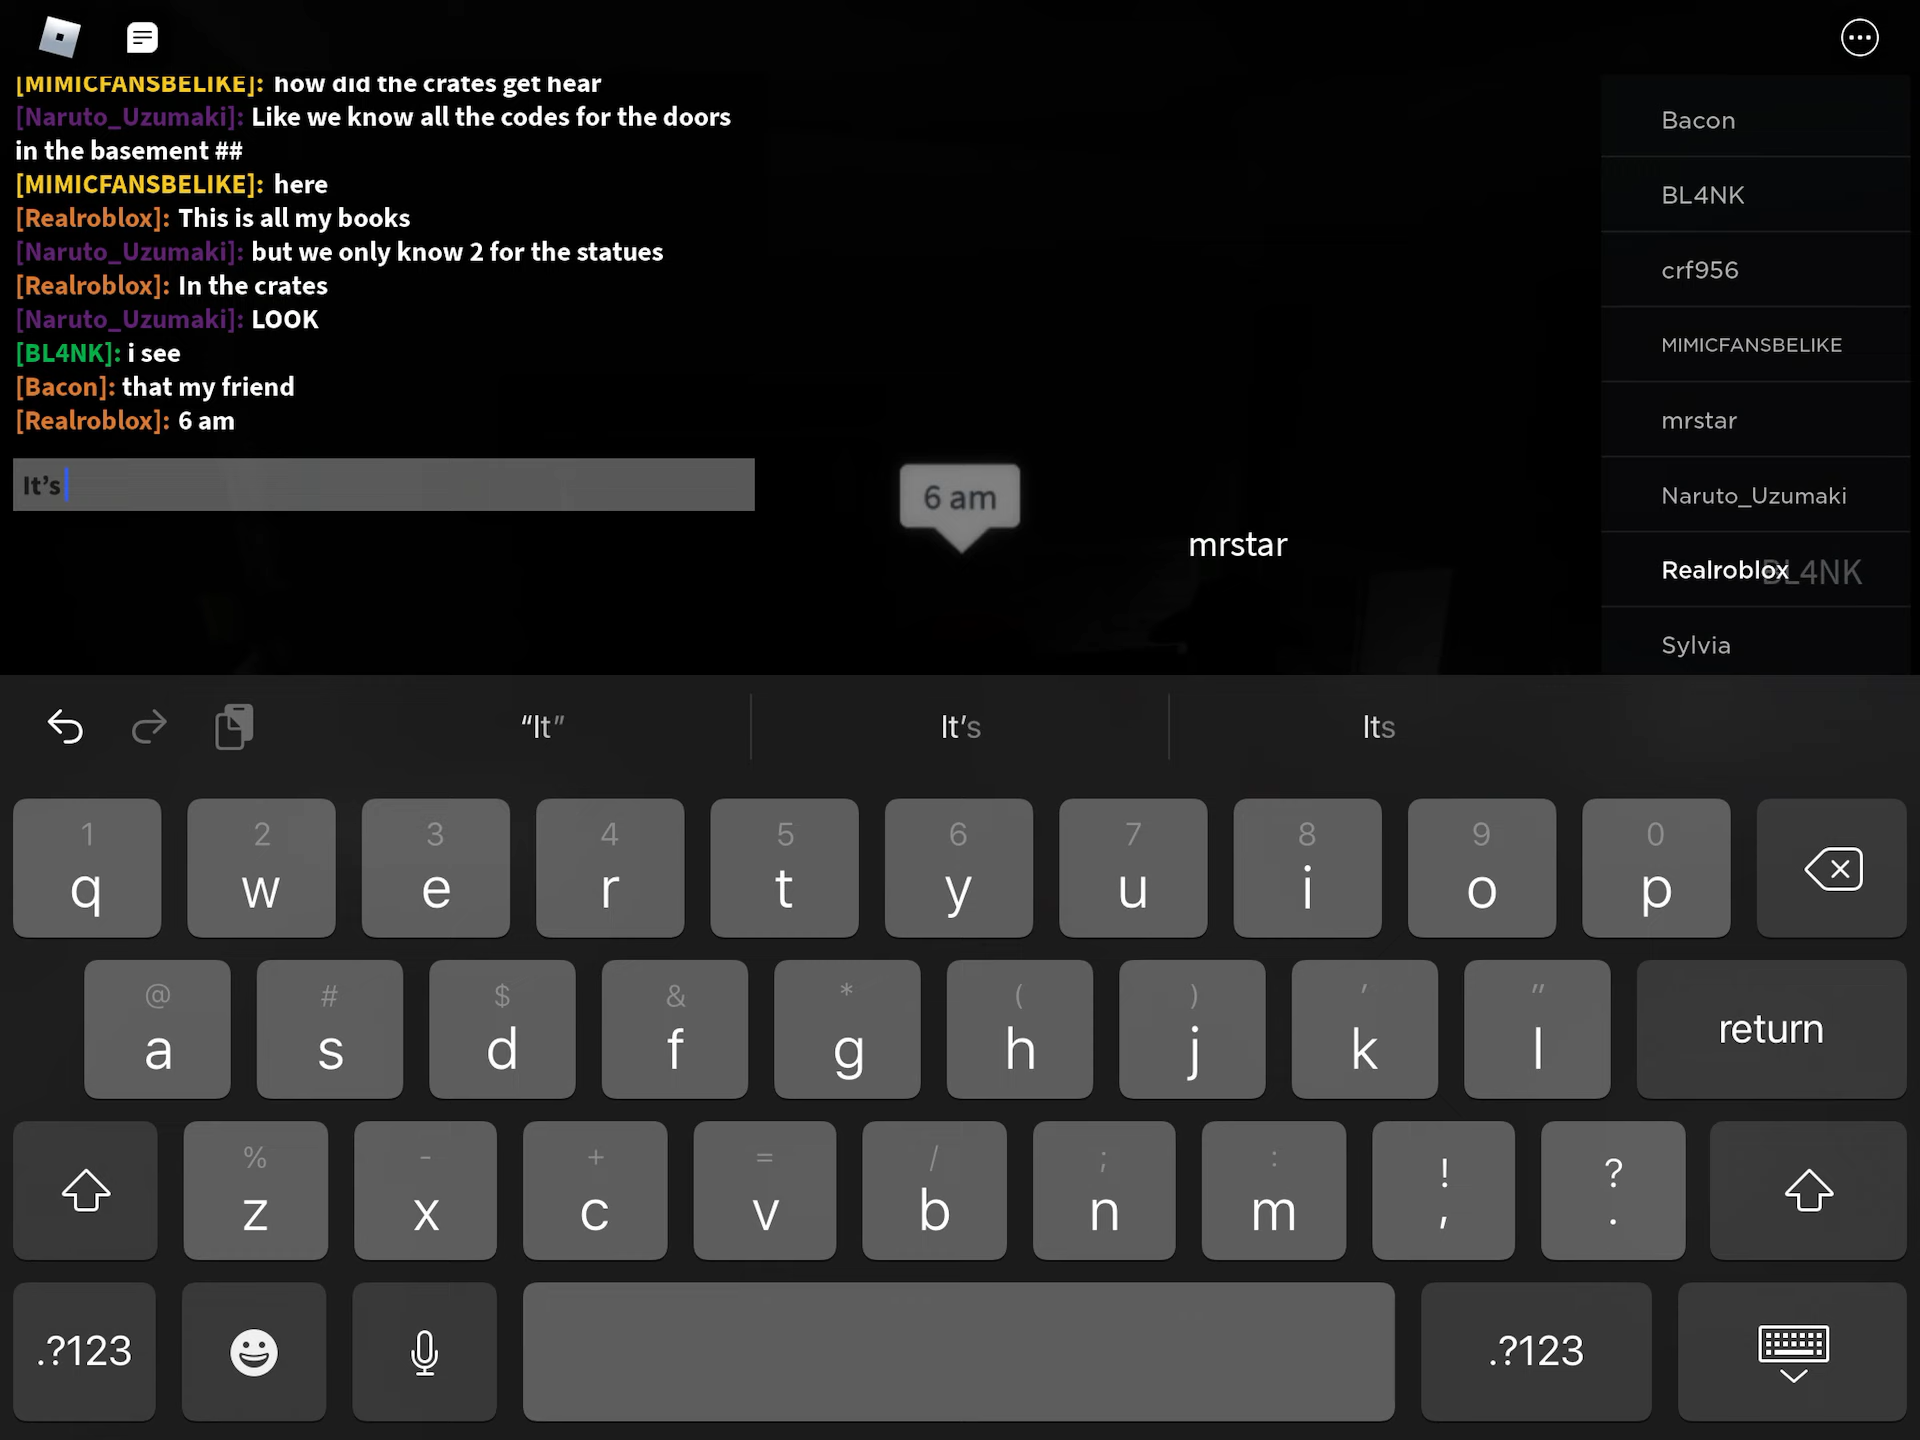 [MIMICFANSBELIKE]: how did the crates get hear
[Naruto_Uzumaki]: Like we know all the codes for the doors
in the basement ##
[MIMICFANSBELIKE]: here
[Realroblox]: This is all my books
[Naruto_Uzumaki]: but we only know 2 for the statues
[Realroblox]: In the crates
[Naruto_Uzumaki]: LOOK
[BL4NK]: i see
[Bacon]: that my friend
[Realroblox]: 6 am
It’s
6 am
mrstar
BL4NK
Bacon
BL4NK
crf956
MIMICFANSBELIKE
mrstar
Naruto_Uzumaki
Realroblox
Sylvia
“It” It’s Its
1 2 3 4 5 6 7 8 9 0
q w e r t y u i o p
@ # $ & * ( ) ' "
a s d f g h j k l return
% - + = / ; : ! ?
z x c v b n m , .
.?123 .?123